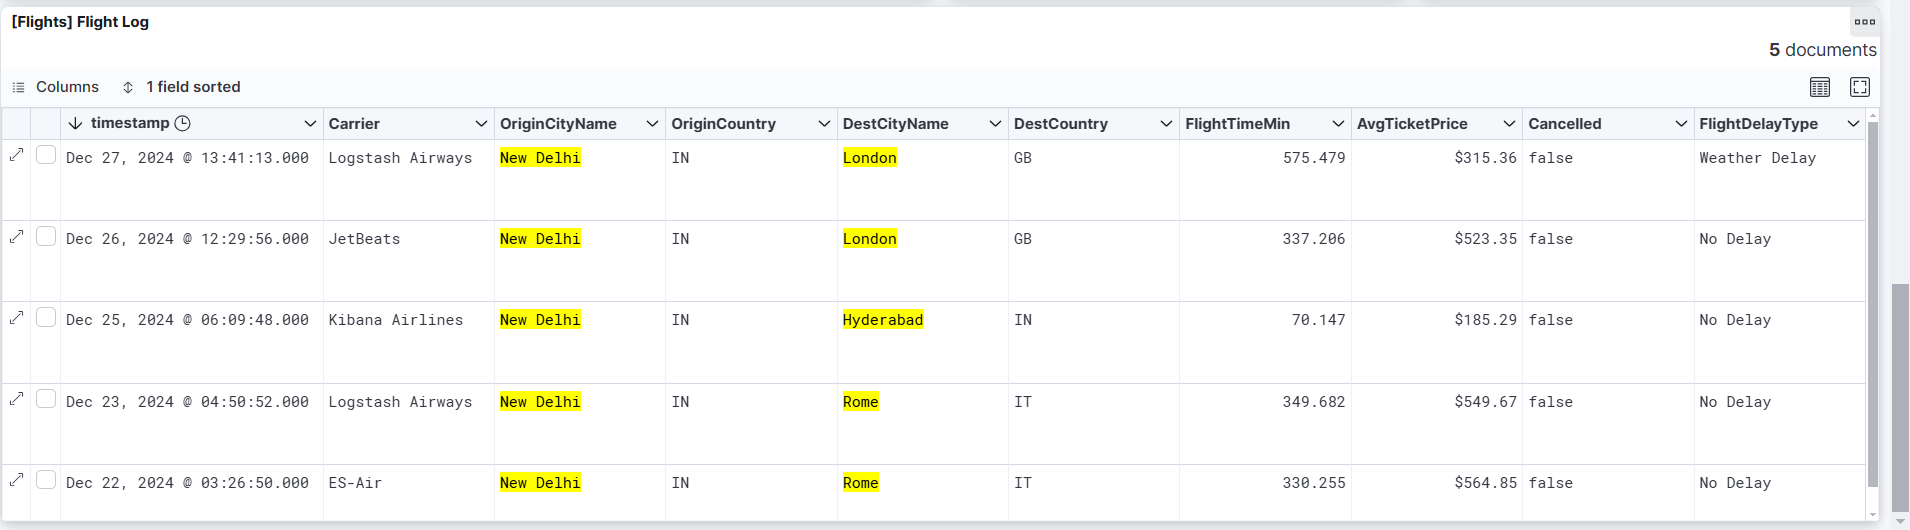 [Flights] Flight Log
5 documents
Columns 1 field sorted
timestamp Carrier OriginCityName OriginCountry DestCityName DestCountry FlightTimeMin AvgTicketPrice Cancelled FlightDelayType
Dec 27, 2024 @ 13:41:13.000 Logstash Airways New Delhi IN London GB 575.479 $315.36 false Weather Delay
Dec 26, 2024 @ 12:29:56.000 JetBeats New Delhi IN London GB 337.206 $523.35 false No Delay
Dec 25, 2024 @ 06:09:48.000 Kibana Airlines New Delhi IN Hyderabad IN 70.147 $185.29 false No Delay
Dec 23, 2024 @ 04:50:52.000 Logstash Airways New Delhi IN Rome IT 349.682 $549.67 false No Delay
Dec 22, 2024 @ 03:26:50.000 ES-Air New Delhi IN Rome IT 330.255 $564.85 false No Delay